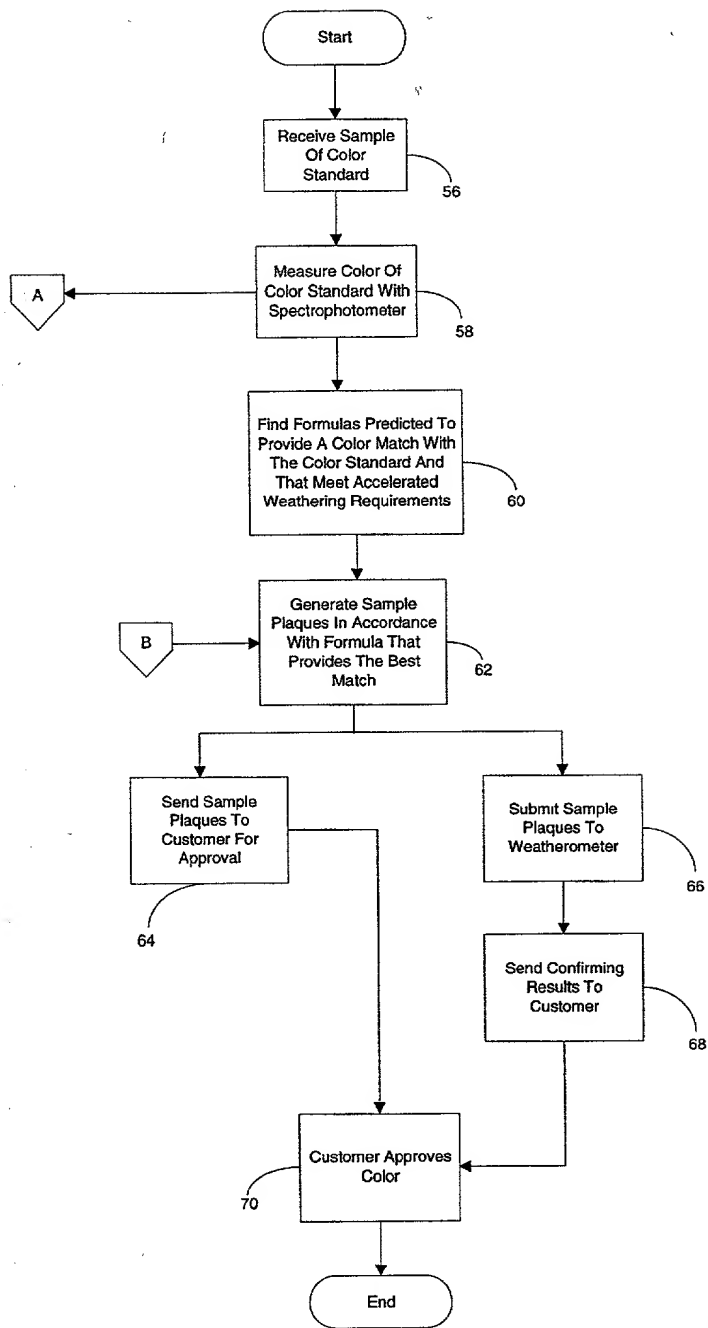 Start
Receive Sample
Of Color
Standard
56
Measure Color Of
Color Standard With
Spectrophotometer
58
A
Find Formulas Predicted To
Provide A Color Match With
The Color Standard And
That Meet Accelerated
Weathering Requirements
60
Generate Sample
Plaques In Accordance
With Formula That
Provides The Best
Match
62
B
Send Sample
Plaques To
Customer For
Approval
64
Submit Sample
Plaques To
Weatherometer
66
Send Confirming
Results To
Customer
68
Customer Approves
Color
70
End